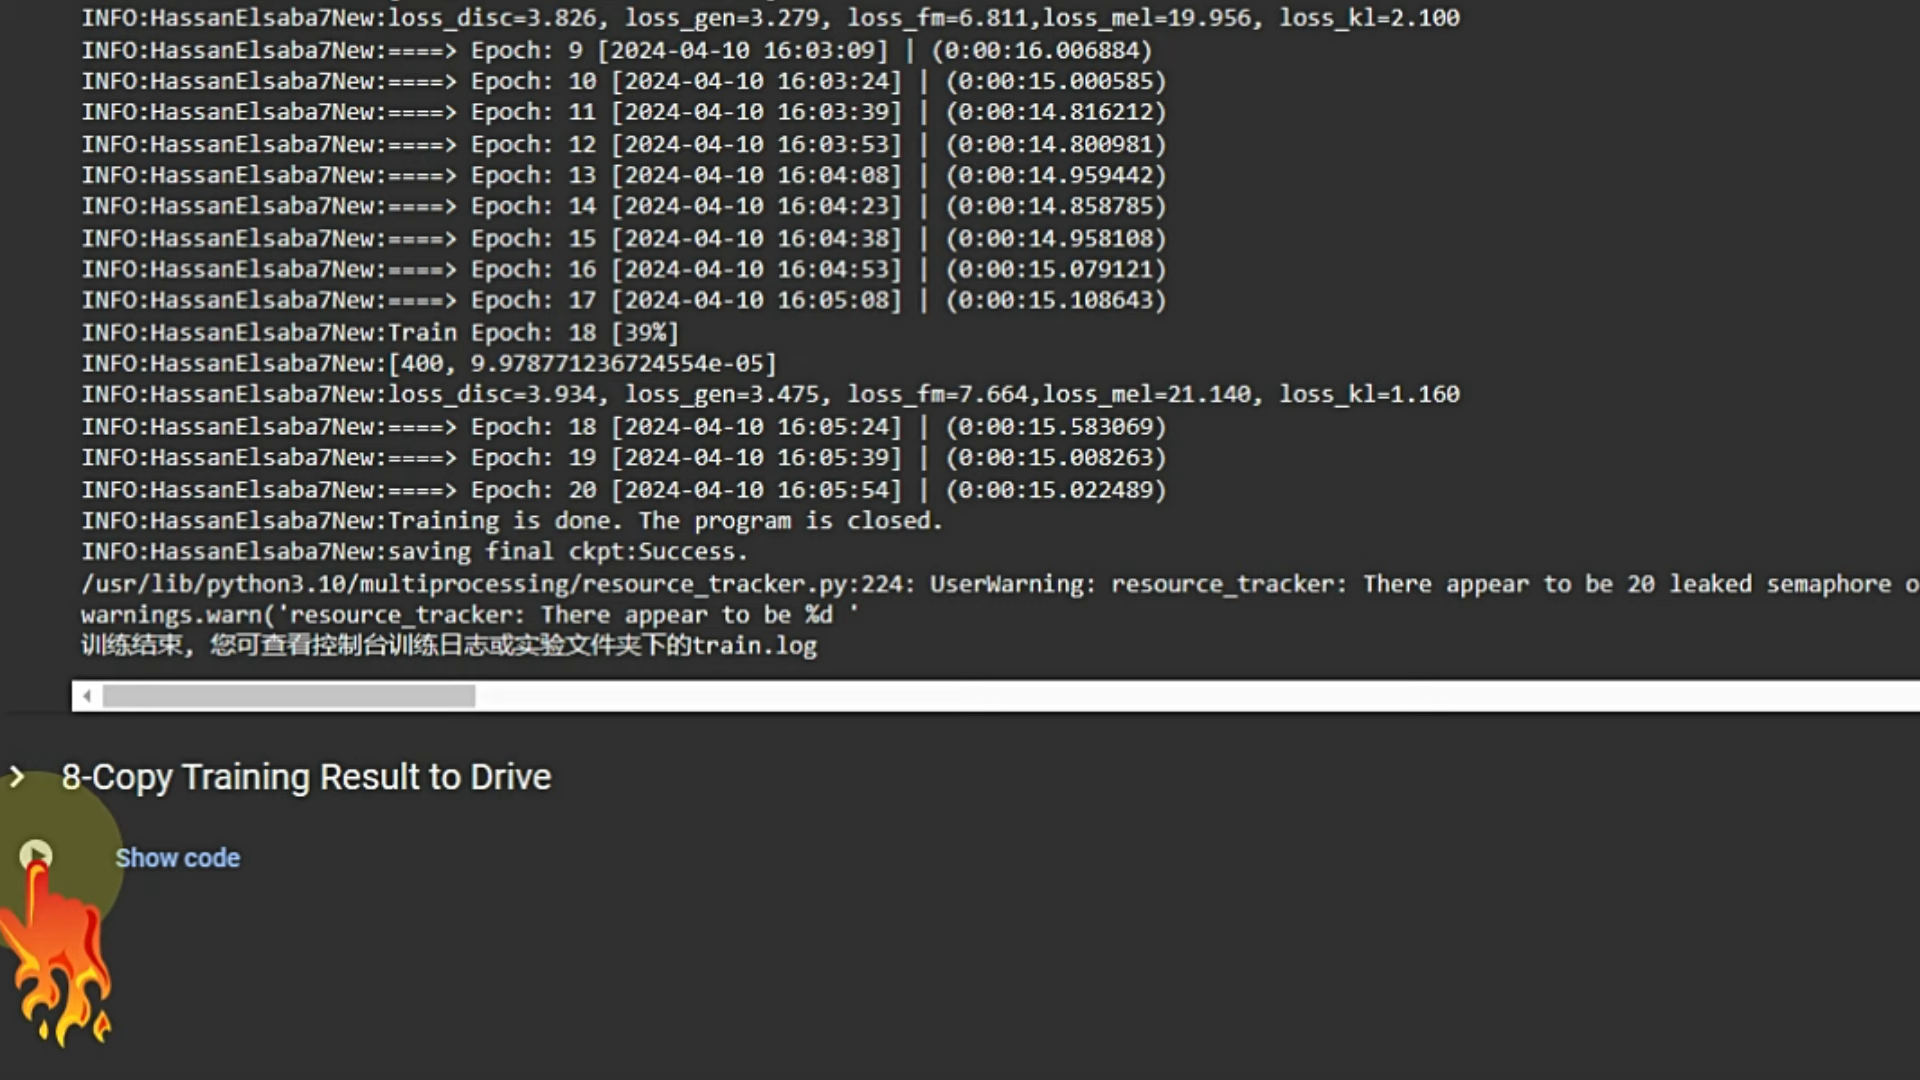 INFO:HassanElsaba7New:loss_disc=3.826, loss_gen=3.279, loss_fm=6.811,loss_mel=19.956, loss_kl=2.100
INFO:HassanElsaba7New:====> Epoch: 9 [2024-04-10 16:03:09] | (0:00:16.006884)
INFO:HassanElsaba7New:====> Epoch: 10 [2024-04-10 16:03:24] | (0:00:15.000585)
INFO:HassanElsaba7New:====> Epoch: 11 [2024-04-10 16:03:39] | (0:00:14.816212)
INFO:HassanElsaba7New:====> Epoch: 12 [2024-04-10 16:03:53] | (0:00:14.800981)
INFO:HassanElsaba7New:====> Epoch: 13 [2024-04-10 16:04:08] | (0:00:14.959442)
INFO:HassanElsaba7New:====> Epoch: 14 [2024-04-10 16:04:23] | (0:00:14.858785)
INFO:HassanElsaba7New:====> Epoch: 15 [2024-04-10 16:04:38] | (0:00:14.958108)
INFO:HassanElsaba7New:====> Epoch: 16 [2024-04-10 16:04:53] | (0:00:15.079121)
INFO:HassanElsaba7New:====> Epoch: 17 [2024-04-10 16:05:08] | (0:00:15.108643)
INFO:HassanElsaba7New:Train Epoch: 18 [39%]
INFO:HassanElsaba7New:[400, 9.978771236724554e-05]
INFO:HassanElsaba7New:loss_disc=3.934, loss_gen=3.475, loss_fm=7.664,loss_mel=21.140, loss_kl=1.160
INFO:HassanElsaba7New:====> Epoch: 18 [2024-04-10 16:05:24] | (0:00:15.583069)
INFO:HassanElsaba7New:====> Epoch: 19 [2024-04-10 16:05:39] | (0:00:15.008263)
INFO:HassanElsaba7New:====> Epoch: 20 [2024-04-10 16:05:54] | (0:00:15.022489)
INFO:HassanElsaba7New:Training is done. The program is closed.
INFO:HassanElsaba7New:saving final ckpt:Success.
/usr/lib/python3.10/multiprocessing/resource_tracker.py:224: UserWarning: resource_tracker: There appear to be 20 leaked semaphore o
warnings.warn('resource_tracker: There appear to be %d '
训练结束, 您可查看控制台训练日志或实验文件夹下的train.log
8-Copy Training Result to Drive
Show code